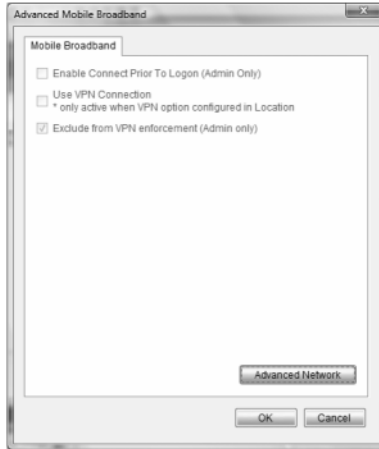 Advanced Mobile Broadband
Mobile Broadband
Enable Connect Prior To Logon (Admin Only)
Use VPN Connection
* only active when VPN option configured in Location
Exclude from VPN enforcement (Admin only)
Advanced Network
OK
Cancel